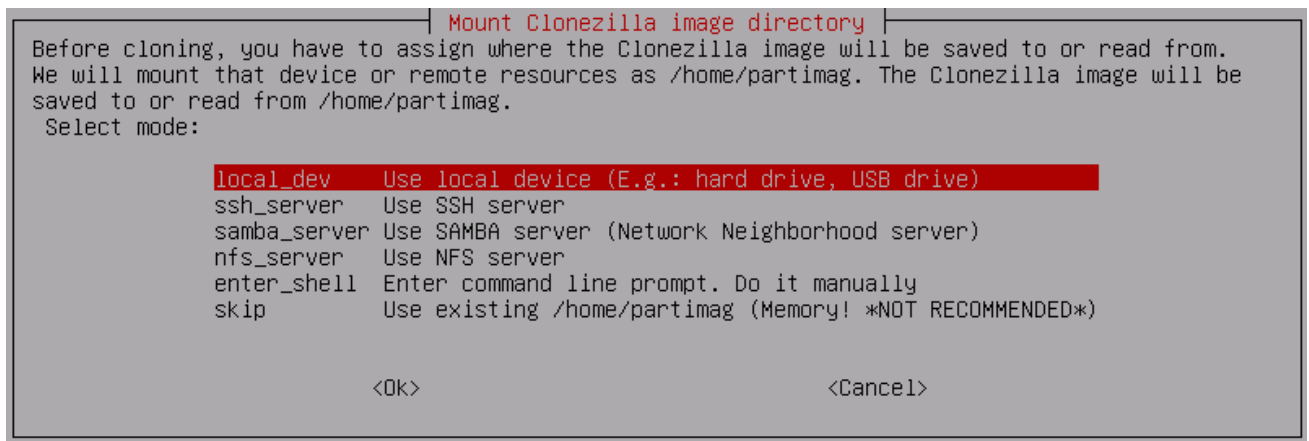 Mount Clonezilla image directory
Before cloning, you have to assign where the Clonezilla image will be saved to or read from.
We will mount that device or remote resources as /home/partimag. The Clonezilla image will be
saved to or read from /home/partimag.
Select mode:
local_dev Use local device (E.g.: hard drive, USB drive)
ssh_server Use SSH server
samba_server Use SAMBA server (Network Neighborhood server)
nfs_server Use NFS server
enter_shell Enter command line prompt. Do it manually
skip Use existing /home/partimag (Memory! *NOT RECOMMENDED*)
<Ok> <Cancel>